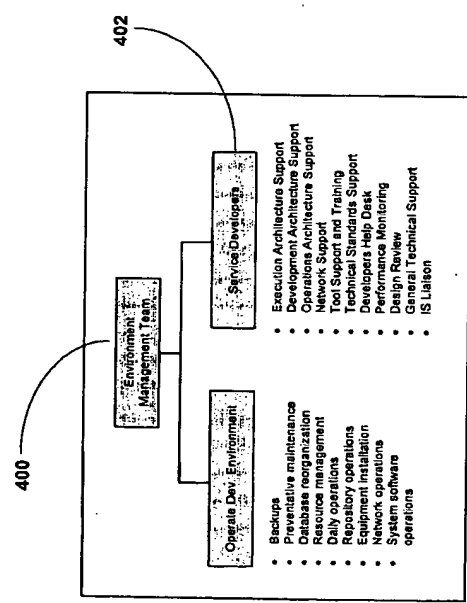 400
402
Environment
Management Team
Operate Dev. Environment
Service Developers
• Backups
• Preventative maintenance
• Database reorganization
• Resource management
• Daily operations
• Repository operations
• Equipment installation
• Network operations
• System software
operations
• Execution Architecture Support
• Development Architecture Support
• Operations Architecture Support
• Network Support
• Tool Support and Training
• Technical Standards Support
• Developers Help Desk
• Performance Monitoring
• Design Review
• General Technical Support
• IS Liaison